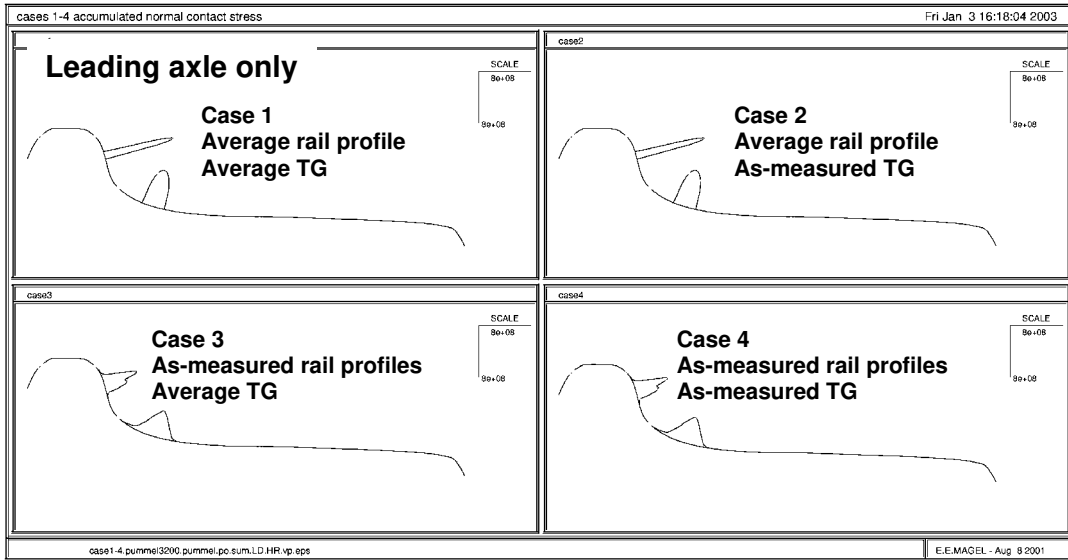 cases 1-4 accumulated normal contact stress
Fri Jan 3 16:18:04 2003
Leading axle only
SCALE
8e+08
8e+08
Case 1
Average rail profile
Average TG
case2
SCALE
8e+08
8e+08
Case 2
Average rail profile
As-measured TG
case3
SCALE
8e+08
8e+08
Case 3
As-measured rail profiles
Average TG
case4
SCALE
8e+08
8e+08
Case 4
As-measured rail profiles
As-measured TG
case1-4.pummel3200.pummel.po.sum.LD.HR.vp.eps
E.E.MAGEL - Aug 8 2001